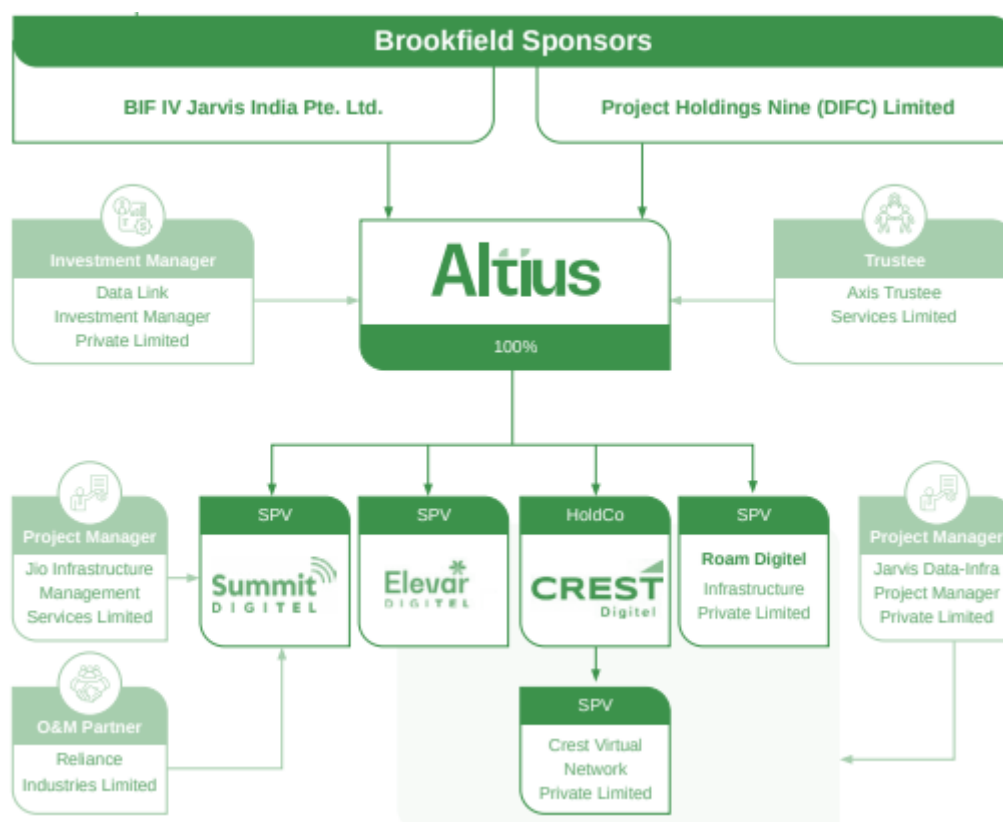 Brookfield Sponsors
BIF IV Jarvis India Pte. Ltd.
Project Holdings Nine (DIFC) Limited
Investment Manager
Data Link
Investment Manager
Private Limited
Altius
100%
Trustee
Axis Trustee
Services Limited
Project Manager
Jio Infrastructure
Management
Services Limited
SPV
Summit
DIGITEL
SPV
Elevar
DIGITEL
HoldCo
CREST
Digitel
SPV
Roam Digitel
Infrastructure
Private Limited
Project Manager
Jarvis Data-Infra
Project Manager
Private Limited
O&M Partner
Reliance
Industries Limited
SPV
Crest Virtual
Network
Private Limited